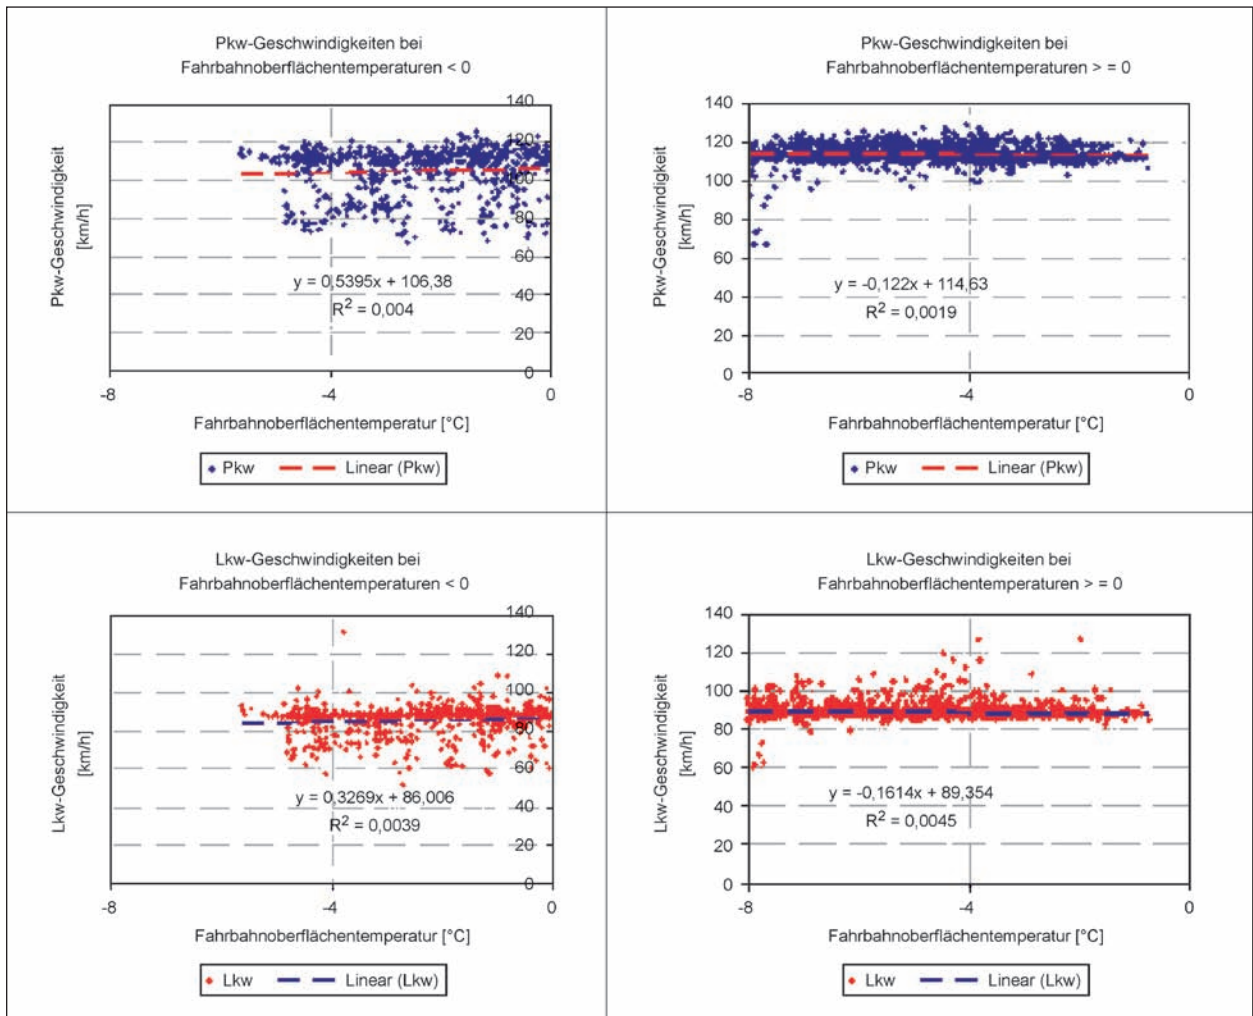 Pkw-Geschwindigkeiten bei
Fahrbahnoberflächentemperaturen < 0
Pkw-Geschwindigkeit
[km/h]
140
120
100
80
60
40
20
0
y = 0,5395x + 106,38
R² = 0,004
-8 -4 0
Fahrbahnoberflächentemperatur [°C]
Pkw Linear (Pkw)
Pkw-Geschwindigkeiten bei
Fahrbahnoberflächentemperaturen > = 0
Pkw-Geschwindigkeit
[km/h]
140
120
100
80
60
40
20
0
y = -0,122x + 114,63
R² = 0,0019
-8 -4 0
Fahrbahnoberflächentemperatur [°C]
Pkw Linear (Pkw)
Lkw-Geschwindigkeiten bei
Fahrbahnoberflächentemperaturen < 0
Lkw-Geschwindigkeit
[km/h]
140
120
100
80
60
40
20
0
y = 0,3269x + 86,006
R² = 0,0039
-8 -4 0
Fahrbahnoberflächentemperatur [°C]
Lkw Linear (Lkw)
Lkw-Geschwindigkeiten bei
Fahrbahnoberflächentemperaturen > = 0
Lkw-Geschwindigkeit
[km/h]
140
120
100
80
60
40
20
0
y = -0,1614x + 89,354
R² = 0,0045
-8 -4 0
Fahrbahnoberflächentemperatur [°C]
Lkw Linear (Lkw)